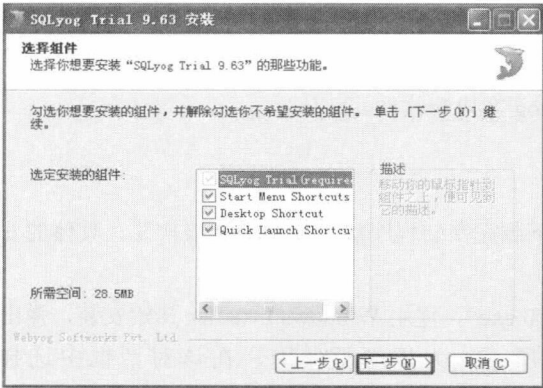 SQLyog Trial 9.63 安装
选择组件
选择你想要安装“SQLyog Trial 9.63”的那些功能。
勾选你想要安装的组件，并解除勾选你不希望安装的组件。 单击 [下一步(N)] 继
续。
选定安装的组件:
SQLyog Trial(require
Start Menu Shortcuts
Desktop Shortcut
Quick Launch Shortcu
描述
移动你的鼠标指针到
组件之上，便可见到
它的描述。
所需空间: 28.5MB
Webyog Softworks Pvt. Ltd.
<上一步(P) 下一步(N) > 取消(C)